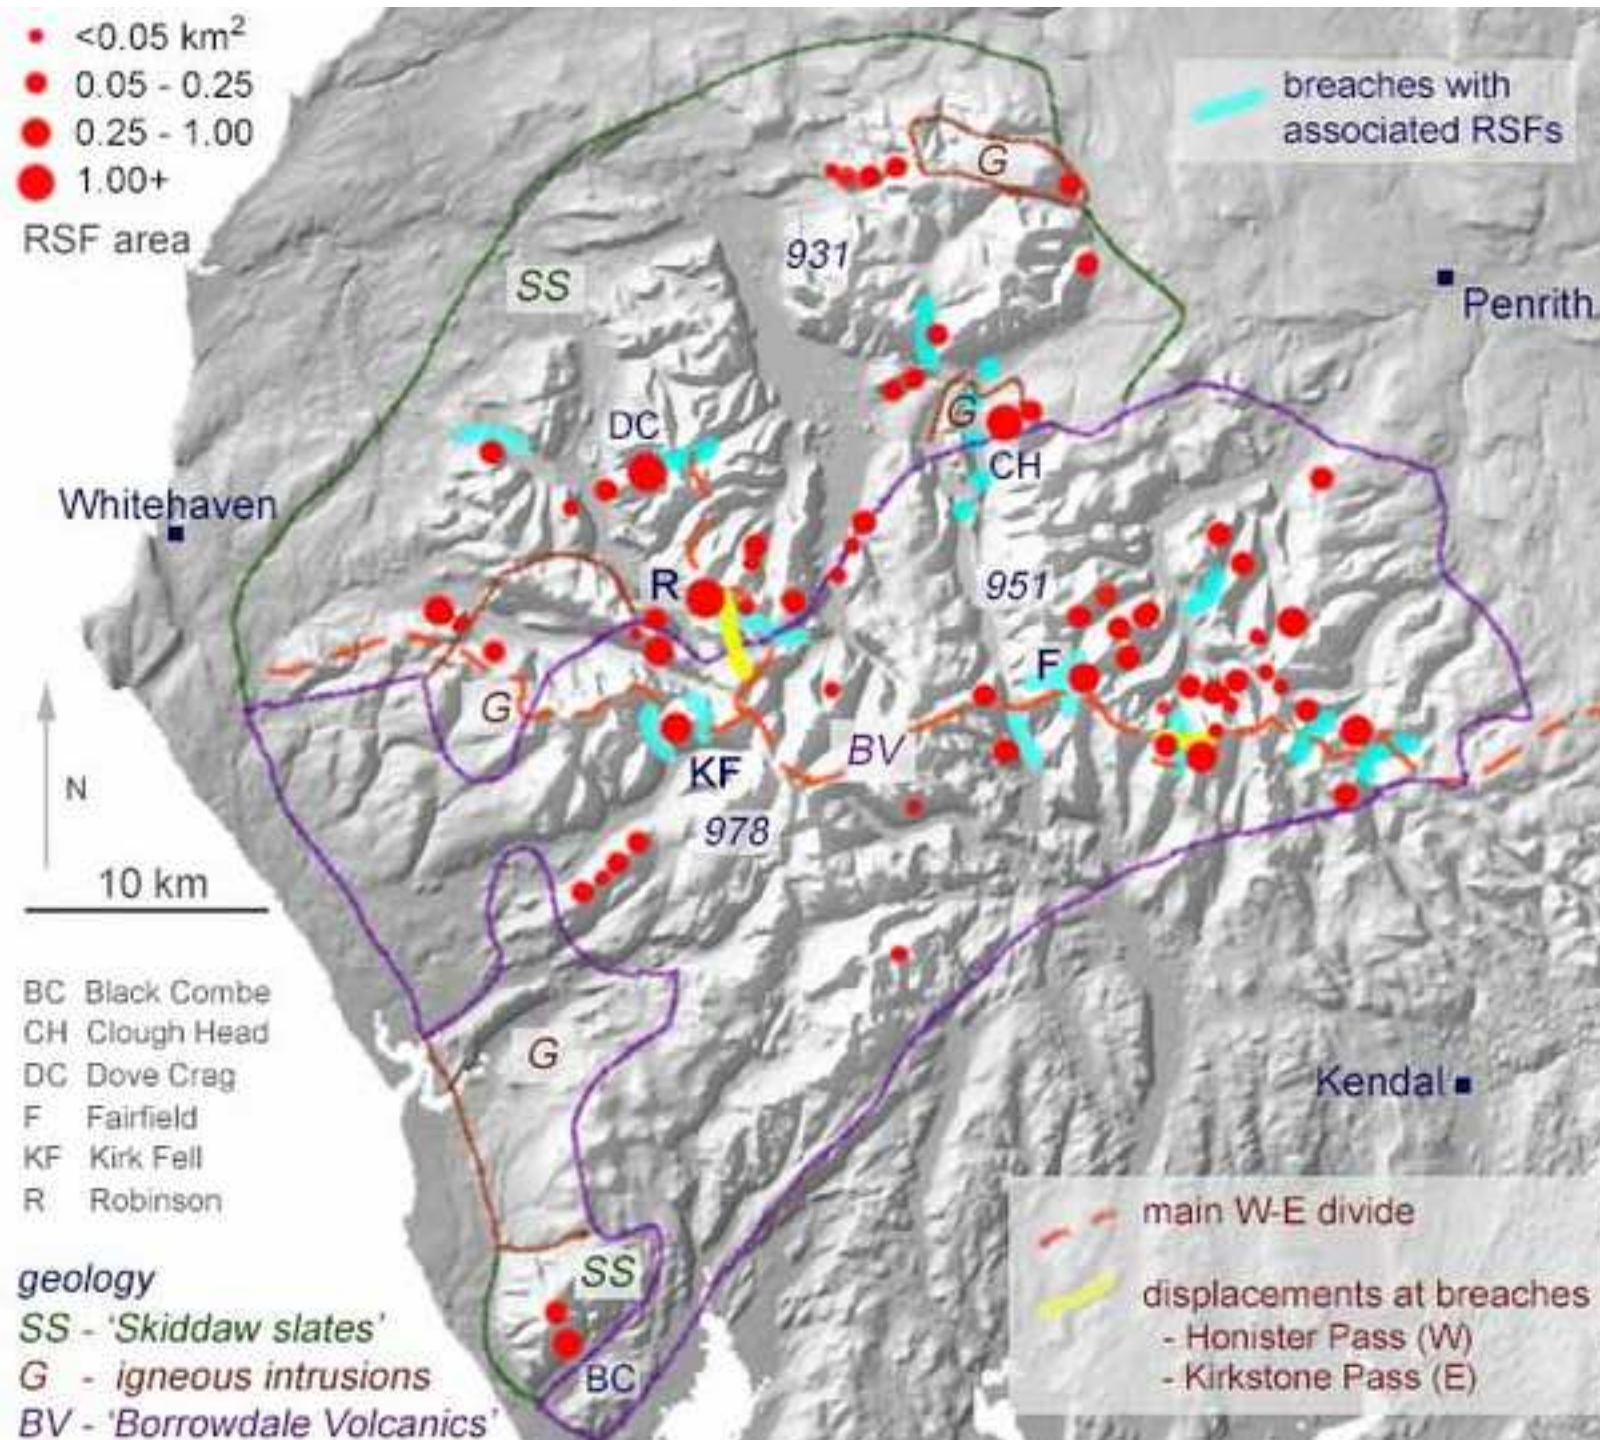 <0.05 km²
0.05 - 0.25
0.25 - 1.00
1.00+
RSF area
breaches with
associated RSFs
G
931
SS
Penrith
DC
G
CH
Whitehaven
R
951
F
G
BV
KF
N
978
10 km
BC Black Combe
CH Clough Head
DC Dove Crag
F Fairfield
KF Kirk Fell
R Robinson
G
Kendal
main W-E divide
displacements at breaches
- Honister Pass (W)
- Kirkstone Pass (E)
SS
BC
geology
SS - 'Skiddaw slates'
G - igneous intrusions
BV - 'Borrowdale Volcanics'